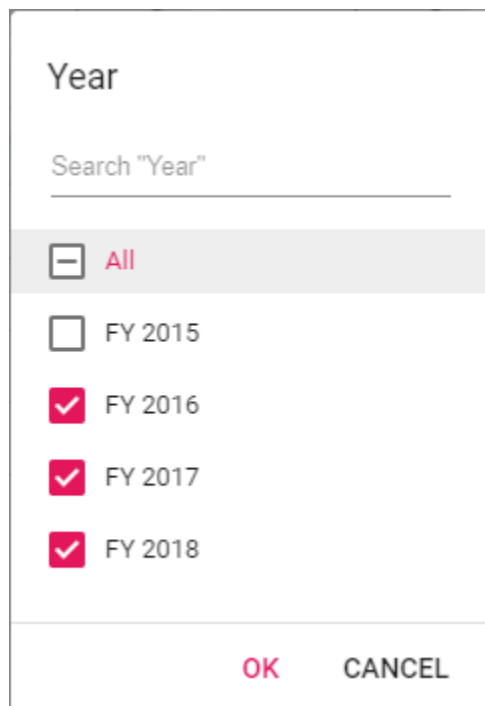 Year
Search "Year"
All
FY 2015
FY 2016
FY 2017
FY 2018
OK CANCEL